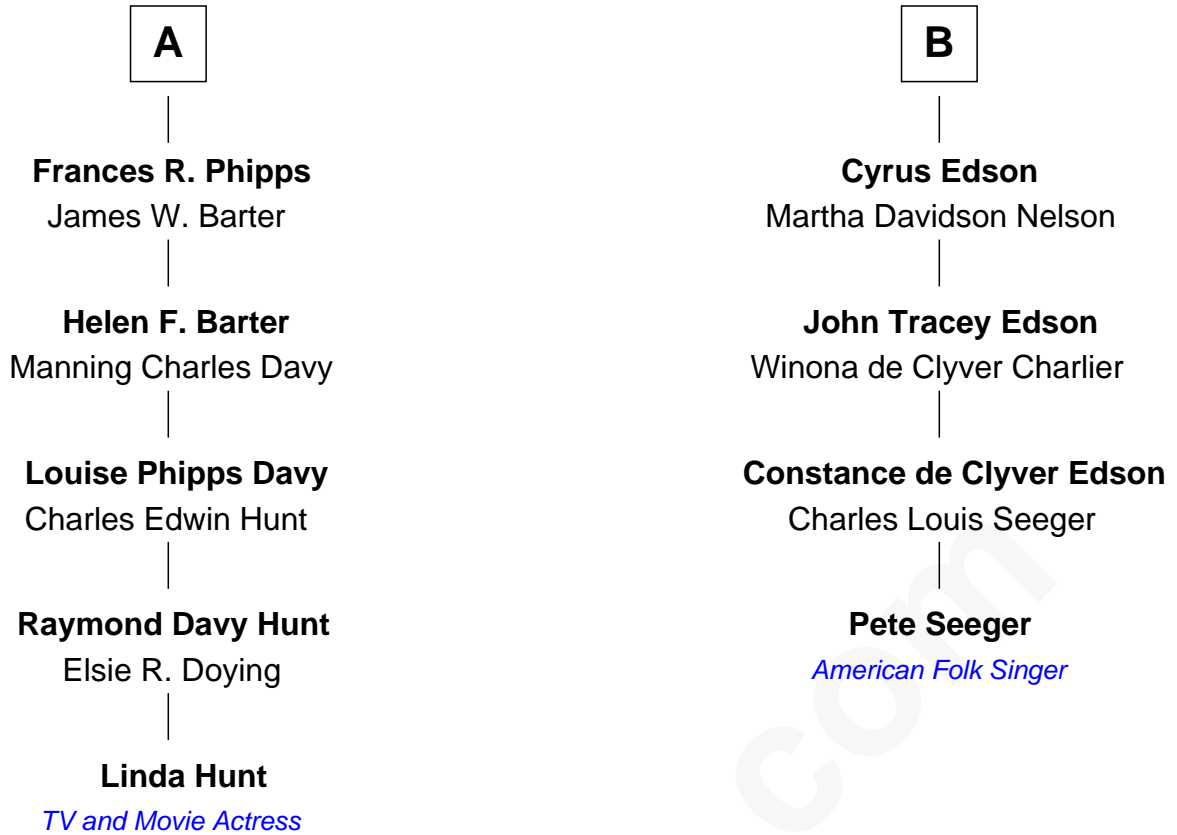 A
Frances R. Phipps
James W. Barter
Helen F. Barter
Manning Charles Davy
Louise Phipps Davy
Charles Edwin Hunt
Raymond Davy Hunt
Elsie R. Doying
Linda Hunt
TV and Movie Actress
B
Cyrus Edson
Martha Davidson Nelson
John Tracey Edson
Winona de Clyver Charlier
Constance de Clyver Edson
Charles Louis Seeger
Pete Seeger
American Folk Singer
com